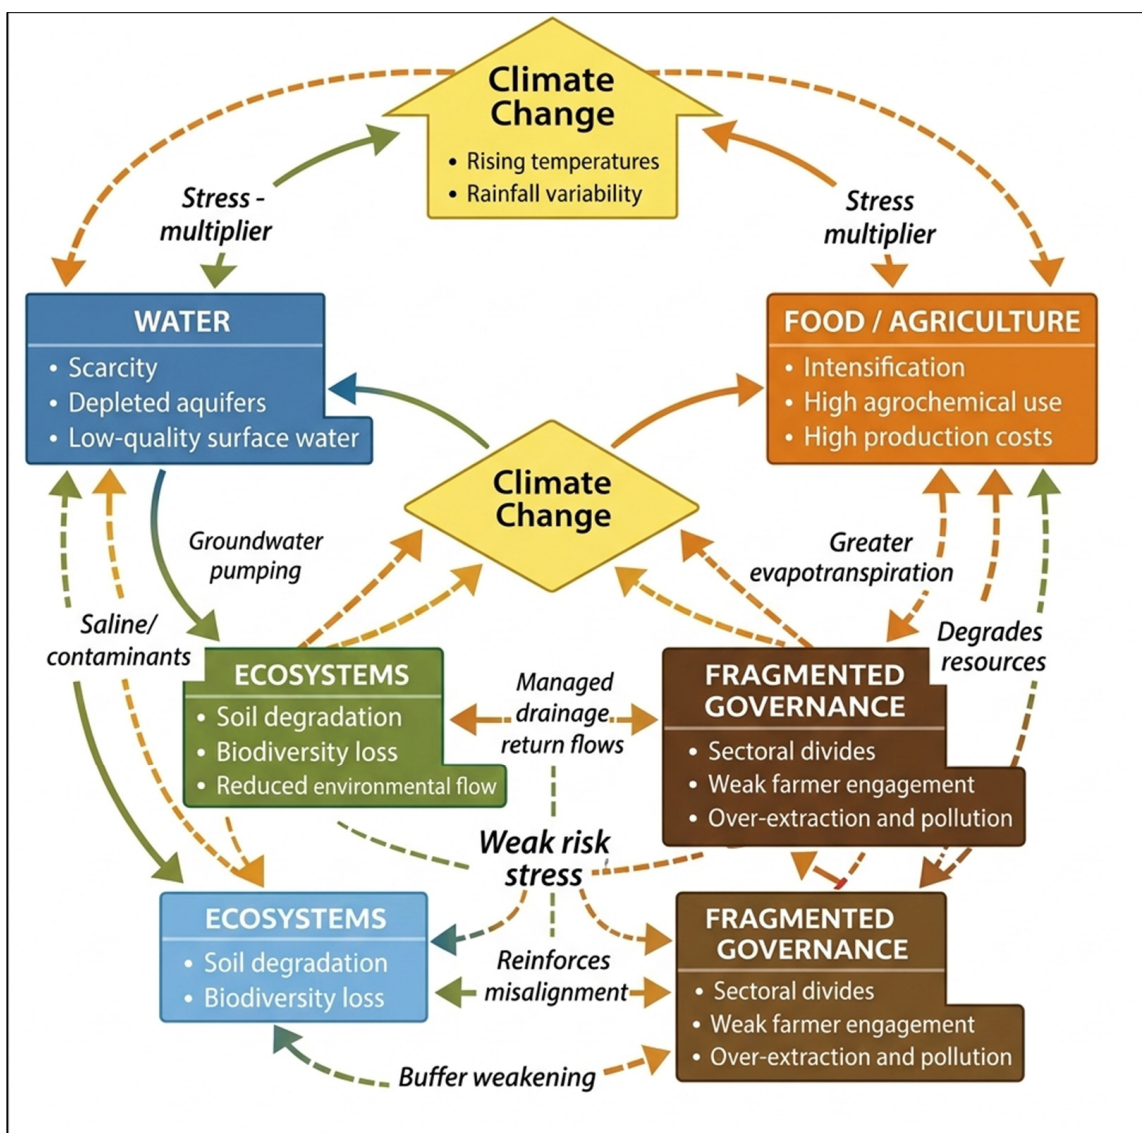 Climate
Change
• Rising temperatures
• Rainfall variability
Stress -
multiplier
Stress
multiplier
WATER
• Scarcity
• Depleted aquifers
• Low-quality surface water
FOOD / AGRICULTURE
• Intensification
• High agrochemical use
• High production costs
Climate
Change
Groundwater
pumping
Greater
evapotranspiration
Saline/
contaminants
Degrades
resources
ECOSYSTEMS
• Soil degradation
• Biodiversity loss
• Reduced environmental flow
Managed
drainage
return flows
FRAGMENTED
GOVERNANCE
• Sectoral divides
• Weak farmer engagement
• Over-extraction and pollution
Weak risk
stress
ECOSYSTEMS
• Soil degradation
• Biodiversity loss
Reinforces
misalignment
FRAGMENTED
GOVERNANCE
• Sectoral divides
• Weak farmer engagement
• Over-extraction and pollution
Buffer weakening